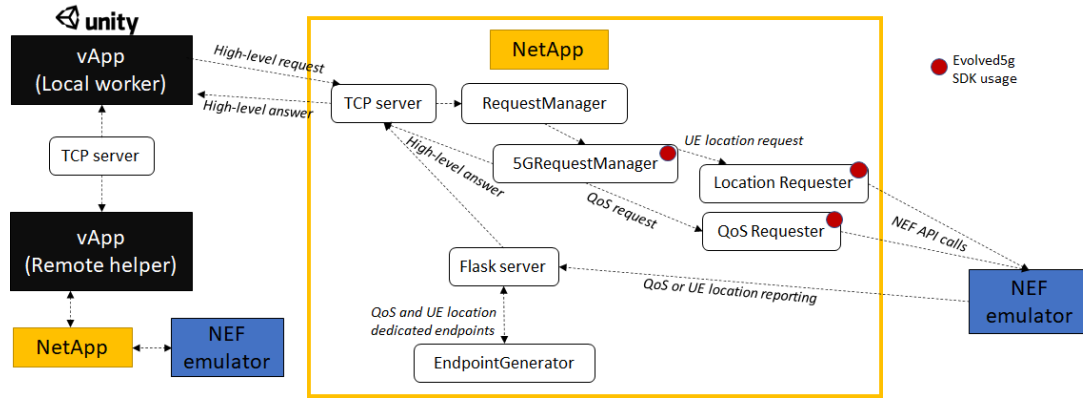 unity
vApp
(Local worker)
TCP server
vApp
(Remote helper)
NetApp
NEF
emulator
High-level request
High-level answer
NetApp
TCP server
RequestManager
5GRequestManager
UE location request
Location Requester
High-level answer
QoS request
QoS Requester
NEF API calls
Flask server
QoS or UE location reporting
QoS and UE location
dedicated endpoints
EndpointGenerator
Evolved5g
SDK usage
NEF
emulator